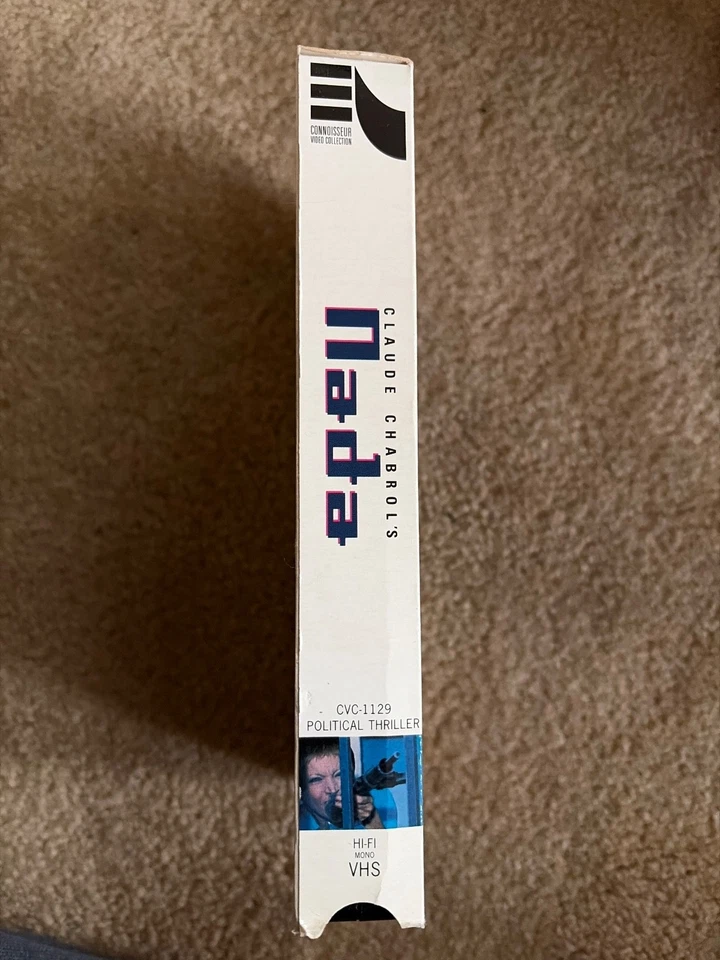 CONNOISSEUR
VIDEO COLLECTION
CLAUDE CHABROL'S
nada
CVC-1129
POLITICAL THRILLER
HI-FI
MONO
VHS